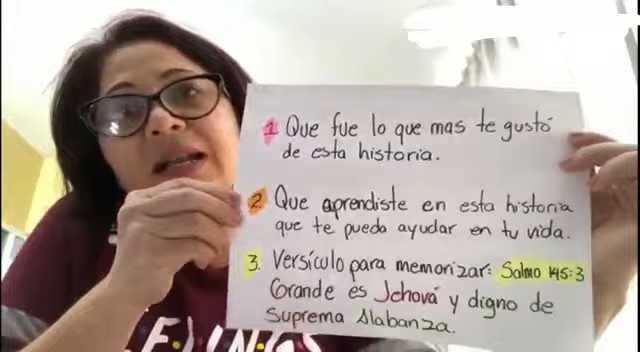 1 Que fue lo que mas te gustó
de esta historia.
2 Que aprendiste en esta historia
que te pueda ayudar en tu vida.
3. Versículo para memorizar: Salmo 145:3
Grande es Jehová y digno de
Suprema Alabanza.